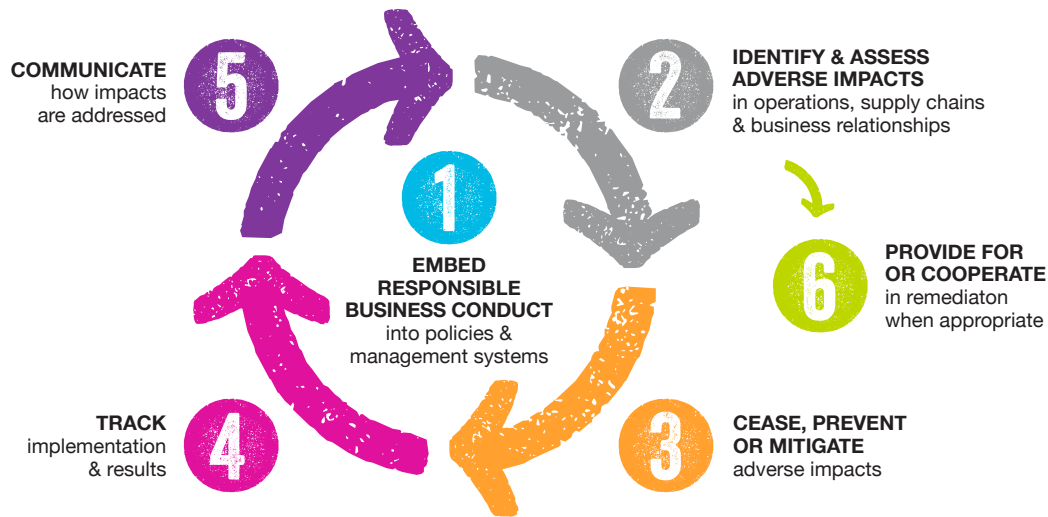 1
EMBED
RESPONSIBLE
BUSINESS CONDUCT
into policies &
management systems
2
IDENTIFY & ASSESS
ADVERSE IMPACTS
in operations, supply chains
& business relationships
3
CEASE, PREVENT
OR MITIGATE
adverse impacts
4
TRACK
implementation
& results
5
COMMUNICATE
how impacts
are addressed
6
PROVIDE FOR
OR COOPERATE
in remediaton
when appropriate